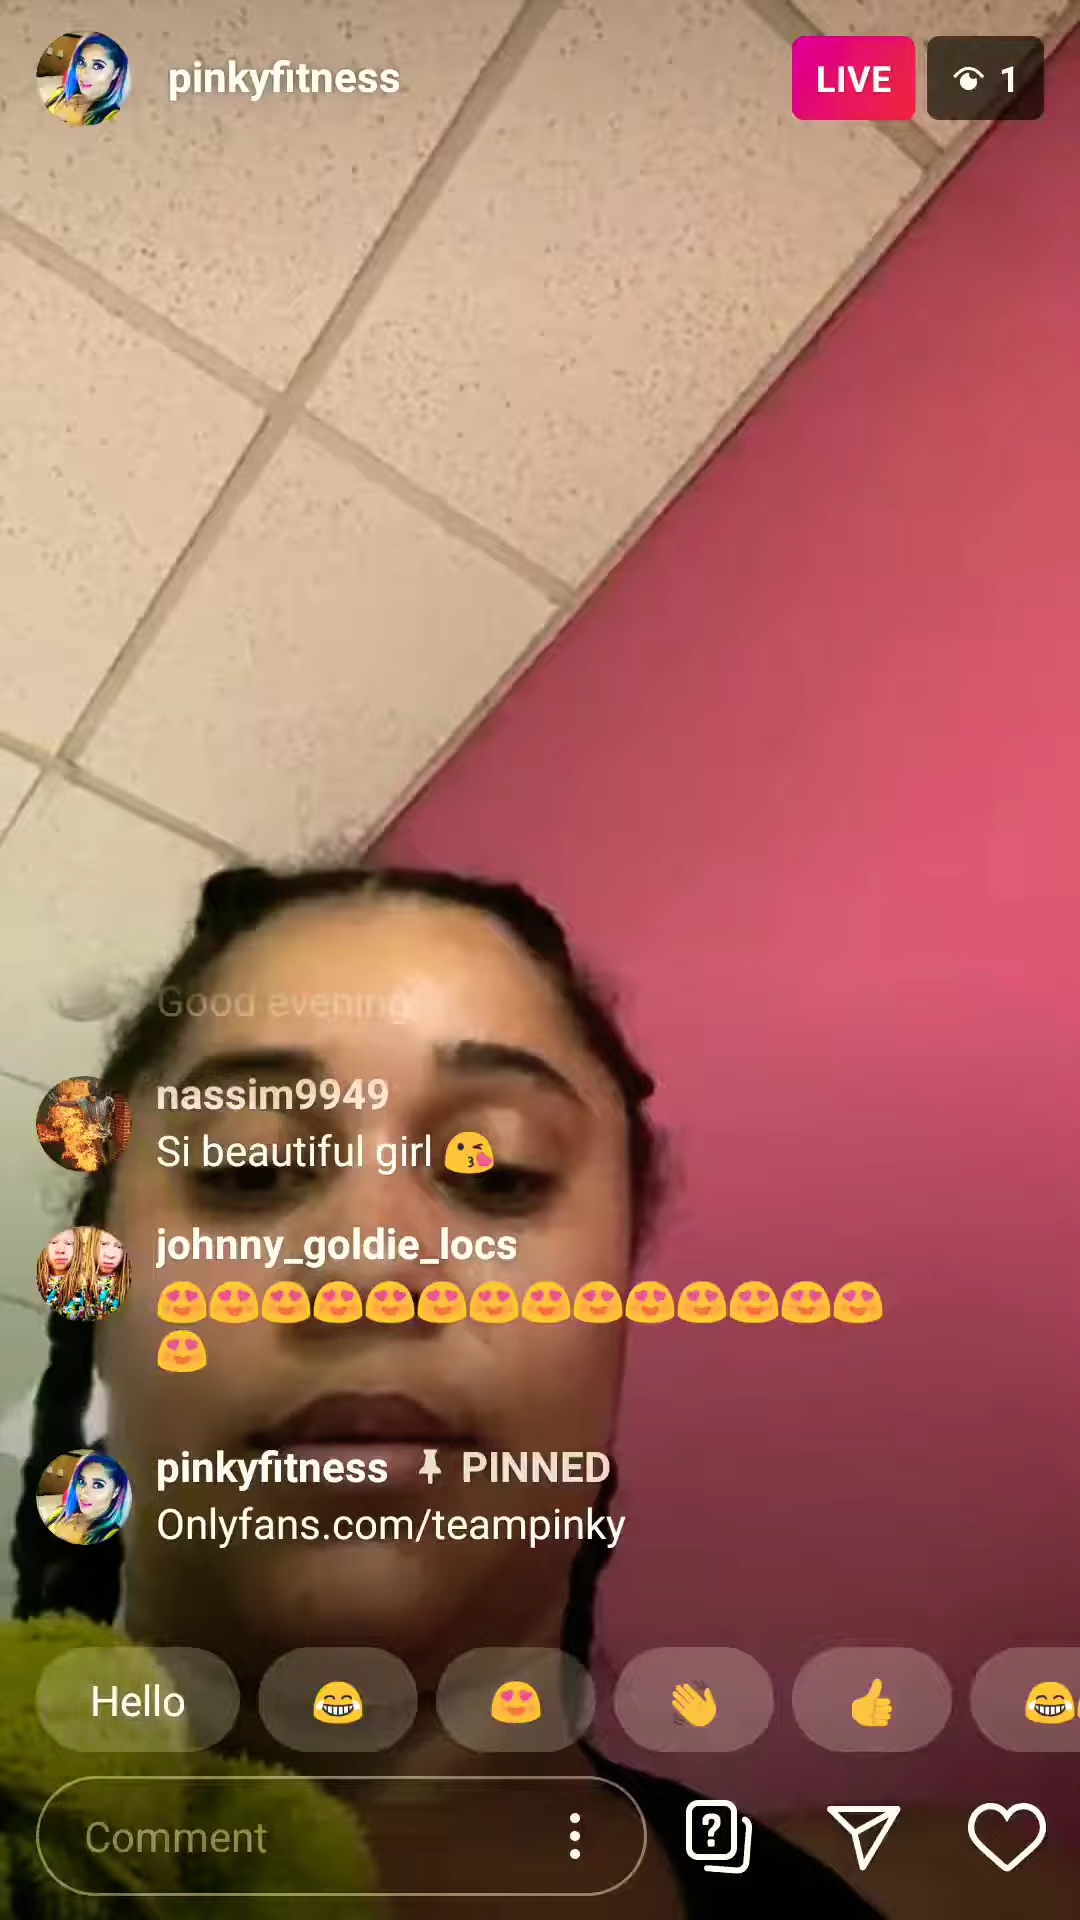 pinkyfitness
LIVE
1
Good evening
nassim9949
Si beautiful girl 😘
johnny_goldie_locs
😍😍😍😍😍😍😍😍😍😍😍😍😍😍
😍
pinkyfitness PINNED
Onlyfans.com/teampinky
Hello 😂 😍 👋 👍 😂
Comment